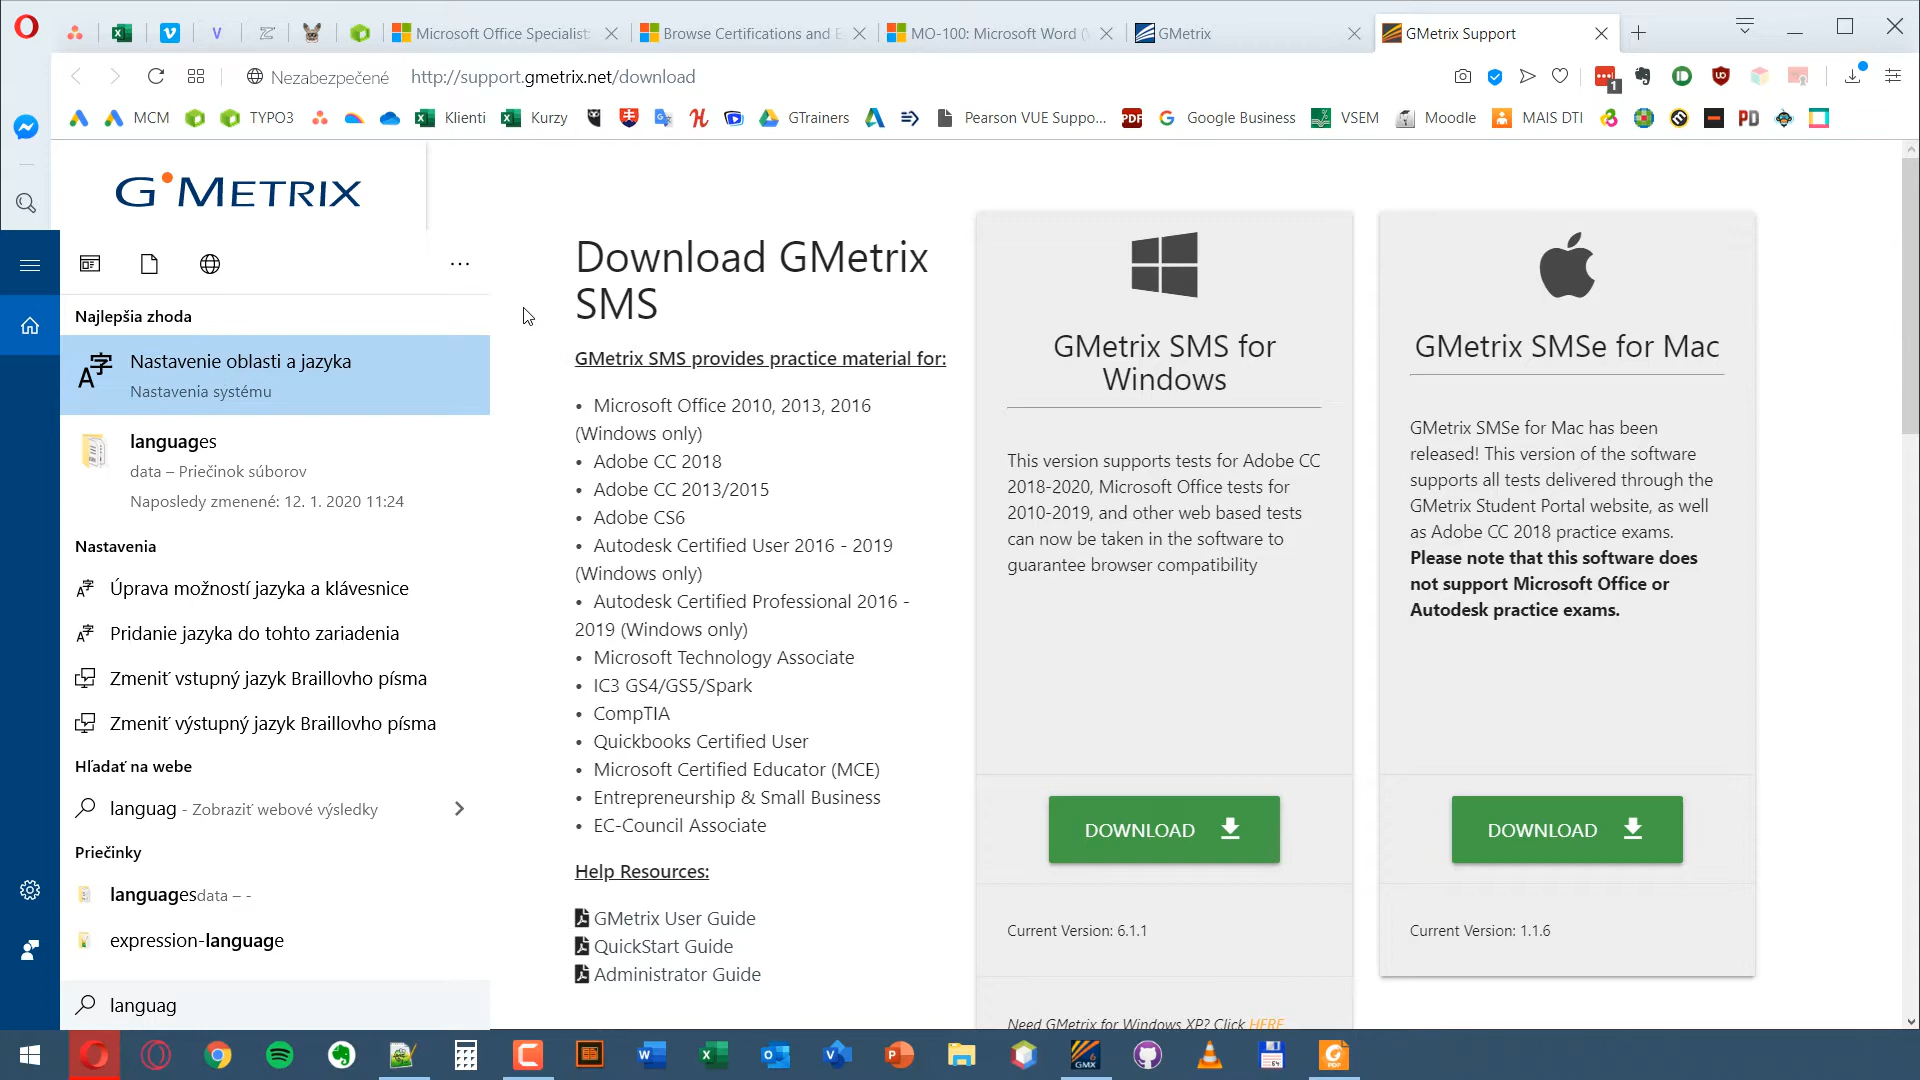 Microsoft Office Specialist:
Browse Certifications and E
MO-100: Microsoft Word (
GMetrix
GMetrix Support
Nezabezpečené
http://support.gmetrix.net/download
1
MCM
TYPO3
Klienti
Kurzy
GTrainers
Pearson VUE Suppo...
Google Business
VSEM
Moodle
MAIS DTI
G METRIX
Najlepšia zhoda
Nastavenie oblasti a jazyka
Nastavenia systému
languages
data – Priečinok súborov
Naposledy zmenené: 12. 1. 2020 11:24
Nastavenia
Úprava možností jazyka a klávesnice
Pridanie jazyka do tohto zariadenia
Zmeniť vstupný jazyk Braillovho písma
Zmeniť výstupný jazyk Braillovho písma
Hľadať na webe
languag - Zobraziť webové výsledky
Priečinky
languagesdata – -
expression-language
languag
Download GMetrix
SMS
GMetrix SMS provides practice material for:
• Microsoft Office 2010, 2013, 2016
(Windows only)
• Adobe CC 2018
• Adobe CC 2013/2015
• Adobe CS6
• Autodesk Certified User 2016 - 2019
(Windows only)
• Autodesk Certified Professional 2016 -
2019 (Windows only)
• Microsoft Technology Associate
• IC3 GS4/GS5/Spark
• CompTIA
• Quickbooks Certified User
• Microsoft Certified Educator (MCE)
• Entrepreneurship & Small Business
• EC-Council Associate
Help Resources:
GMetrix User Guide
QuickStart Guide
Administrator Guide
GMetrix SMS for
Windows
This version supports tests for Adobe CC
2018-2020, Microsoft Office tests for
2010-2019, and other web based tests
can now be taken in the software to
guarantee browser compatibility
DOWNLOAD
Current Version: 6.1.1
Need GMetrix for Windows XP? Click HERE
GMetrix SMSe for Mac
GMetrix SMSe for Mac has been
released! This version of the software
supports all tests delivered through the
GMetrix Student Portal website, as well
as Adobe CC 2018 practice exams.
Please note that this software does
not support Microsoft Office or
Autodesk practice exams.
DOWNLOAD
Current Version: 1.1.6